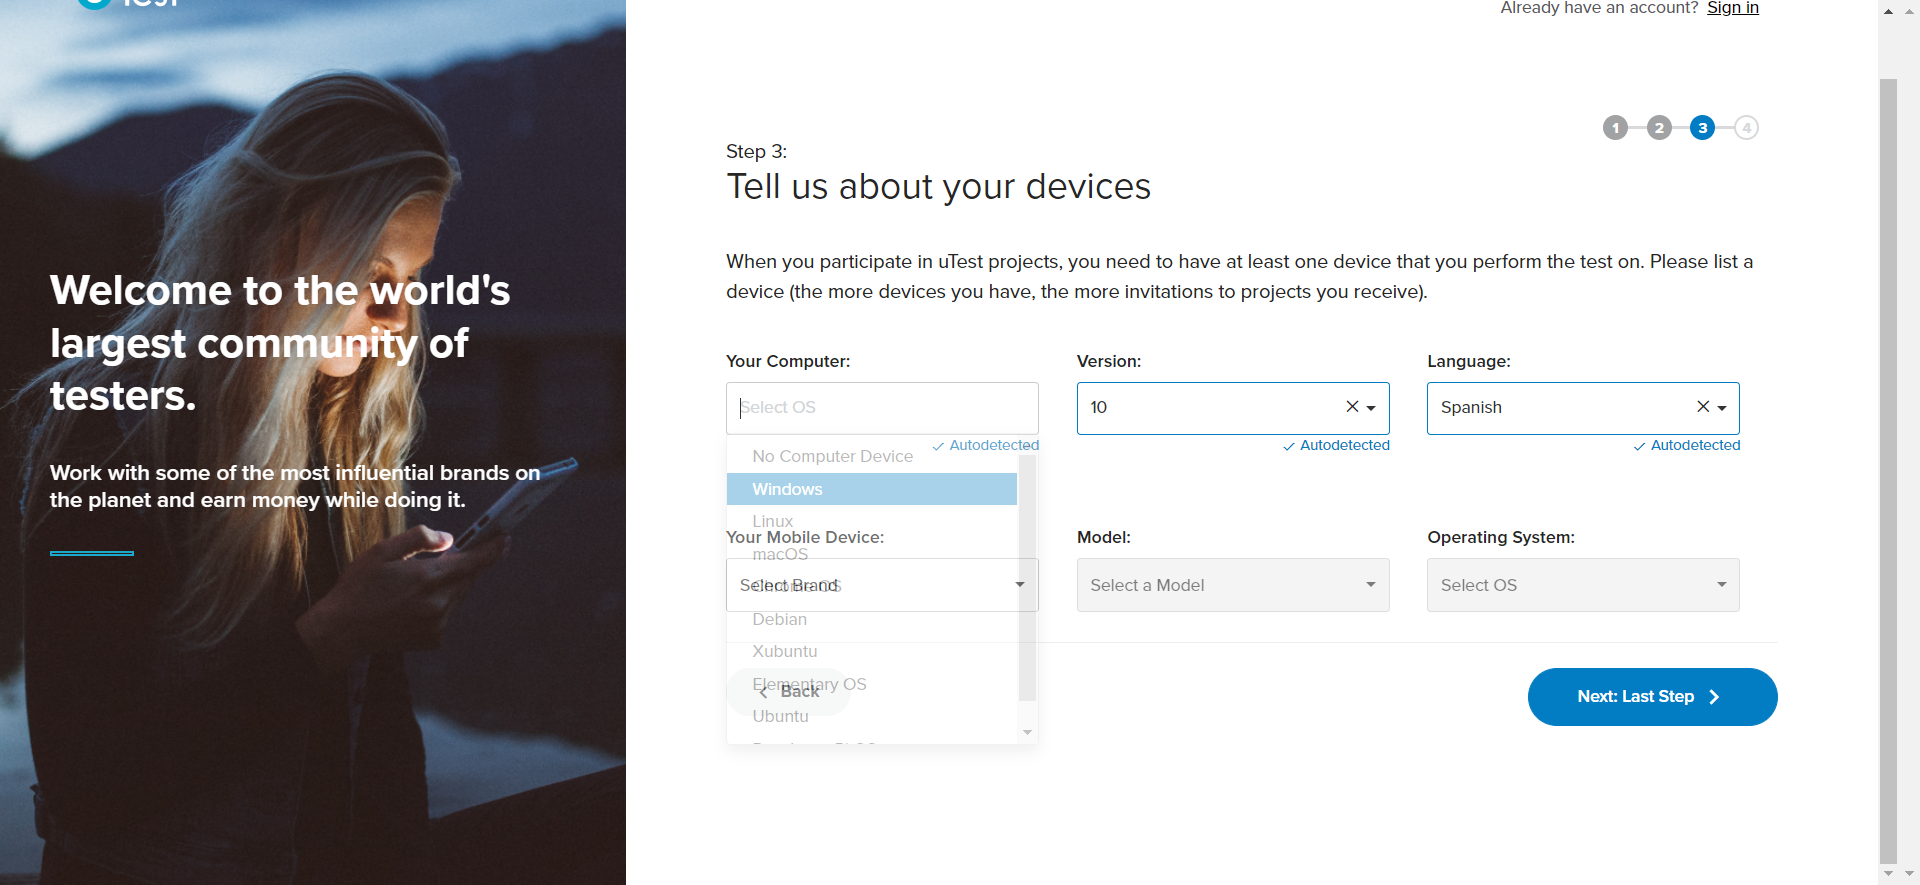 Already have an account? Sign in
1 2 3 4
Step 3:
Tell us about your devices
Welcome to the world's
largest community of
testers.
Work with some of the most influential brands on
the planet and earn money while doing it.
When you participate in uTest projects, you need to have at least one device that you perform the test on. Please list a
device (the more devices you have, the more invitations to projects you receive).
Your Computer: Version: Language:
Select OS 10 Spanish
Autodetected Autodetected Autodetected
No Computer Device
Windows
Linux
Your Mobile Device: Model: Operating System:
macOS
Select Brand Select a Model Select OS
Chrome OS
Debian
Xubuntu
Elementary OS
Back Next: Last Step
Ubuntu